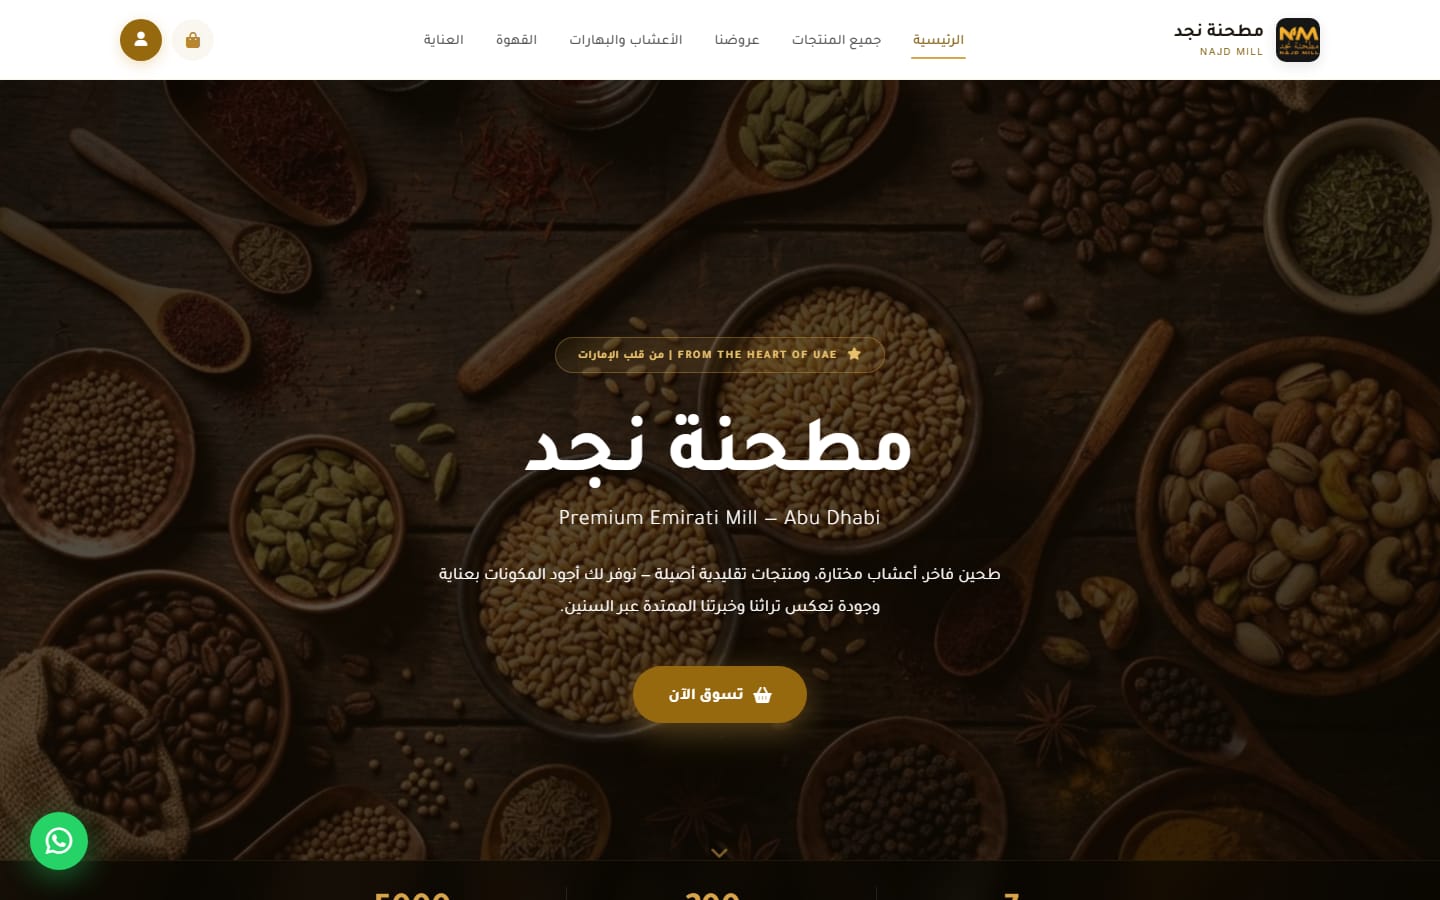 مطحنة نجد
NAJD MILL
الرئيسية
جميع المنتجات
عروضنا
الأعشاب والبهارات
القهوة
العناية
من قلب الإمارات | FROM THE HEART OF UAE
مطحنة نجد
Premium Emirati Mill – Abu Dhabi
طحين فاخر، أعشاب مختارة، ومنتجات تقليدية أصيلة – نوفر لك أجود المكونات بعناية
وجودة تعكس تراثنا وخبرتنا الممتدة عبر السنين.
تسوق الآن